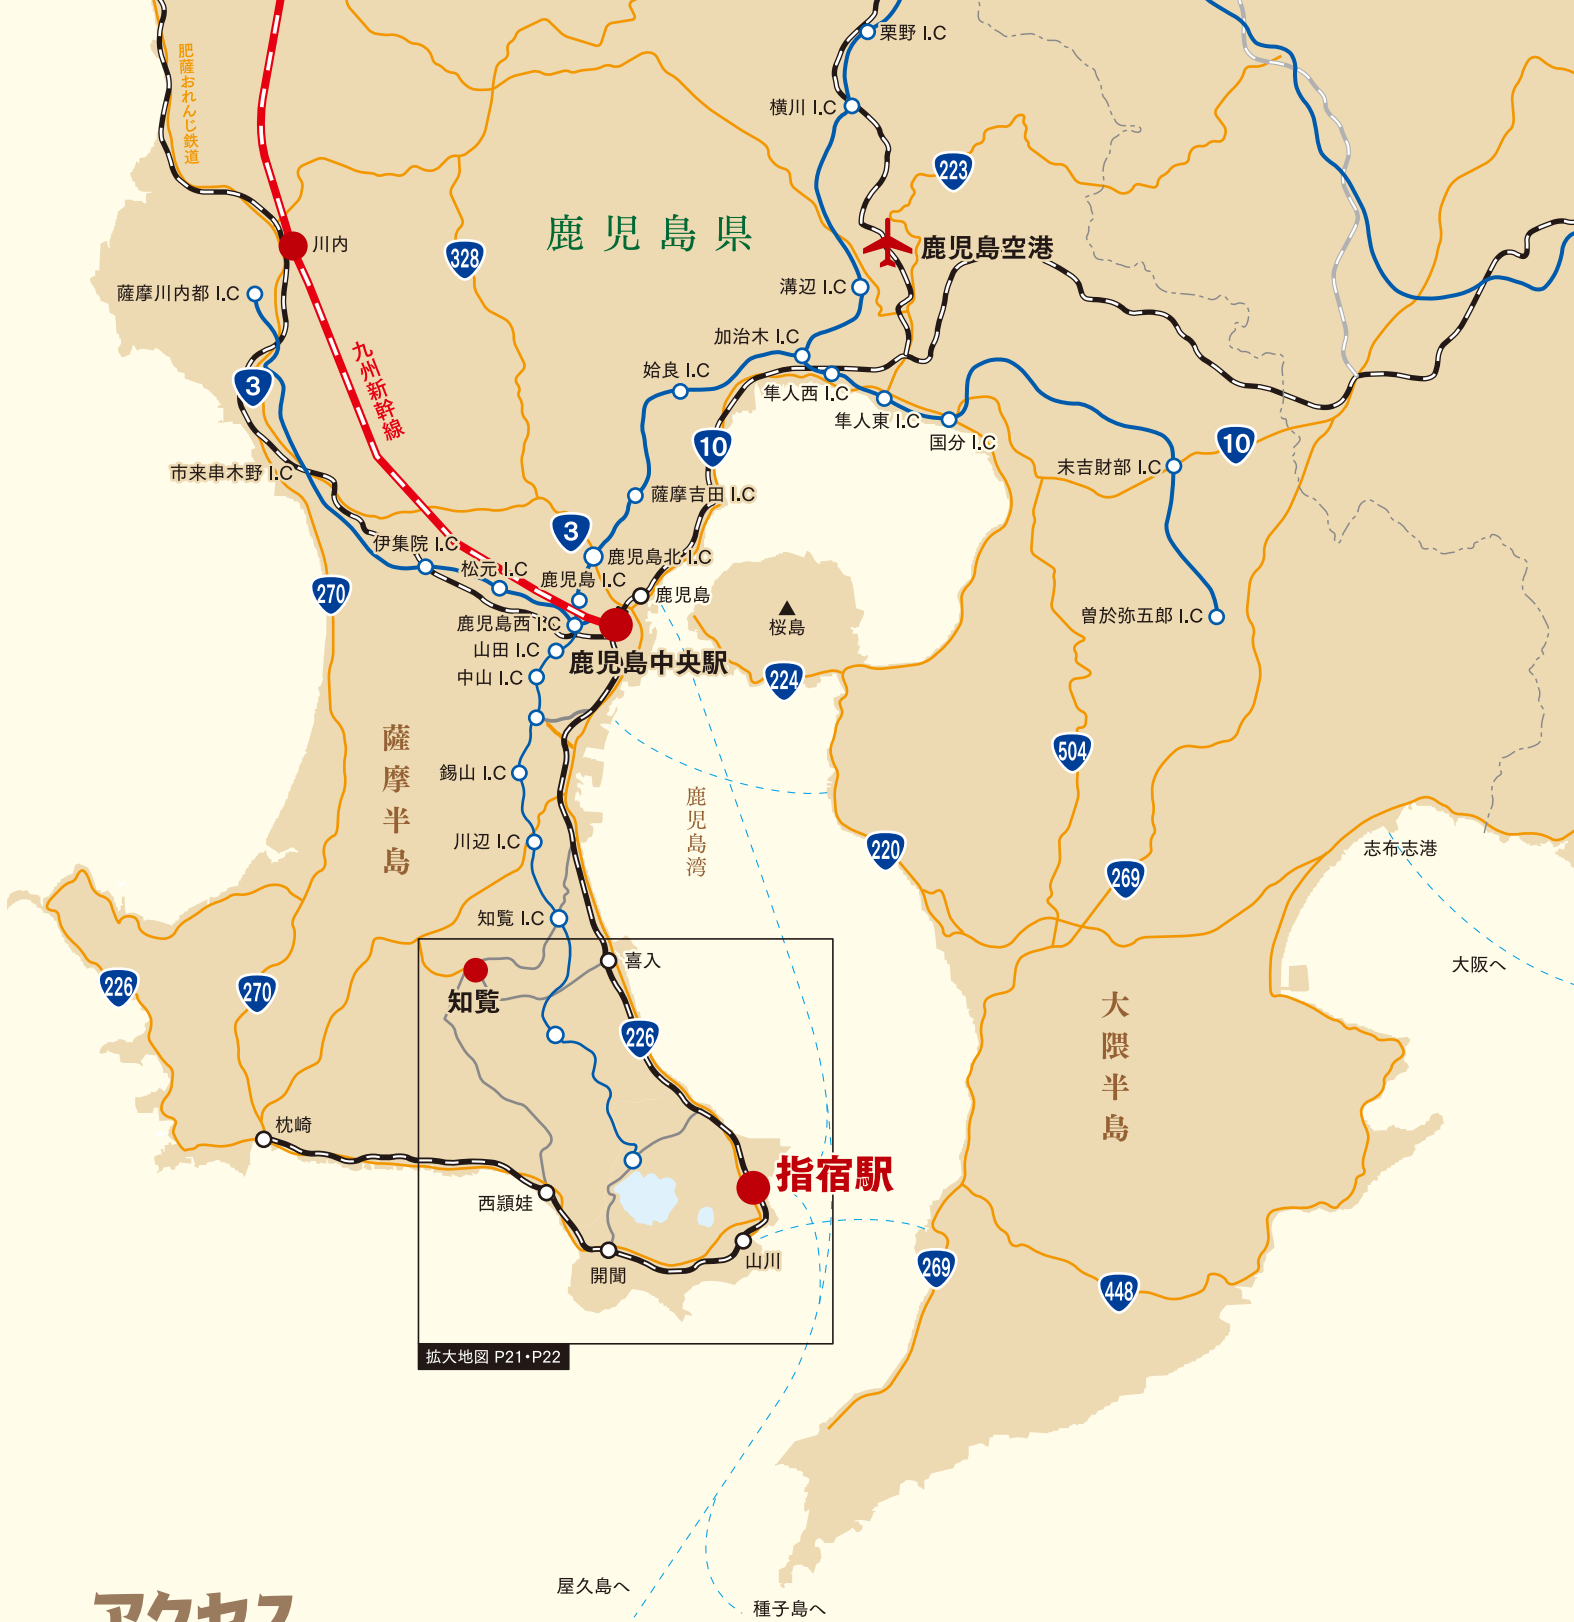 栗野 I.C
肥薩おれんじ鉄道
横川 I.C
223
鹿児島県
川内
328
鹿児島空港
薩摩川内都 I.C
溝辺 I.C
加治木 I.C
九州新幹線
姶良 I.C
3
隼人西 I.C
隼人東 I.C
国分 I.C
10
10
市来串木野 I.C
末吉財部 I.C
薩摩吉田 I.C
3
伊集院 I.C
鹿児島北 I.C
松元 I.C
鹿児島 I.C
270
鹿児島
鹿児島西 I.C
桜島
曽於弥五郎 I.C
山田 I.C
鹿児島中央駅
中山 I.C
224
薩摩半島
504
錫山 I.C
鹿児島湾
川辺 I.C
220
志布志港
269
知覧 I.C
喜入
大阪へ
226
270
知覧
226
大隈半島
枕崎
指宿駅
西頴娃
山川
開聞
269
448
拡大地図 P21・P22
屋久島へ
種子島へ
アクセス